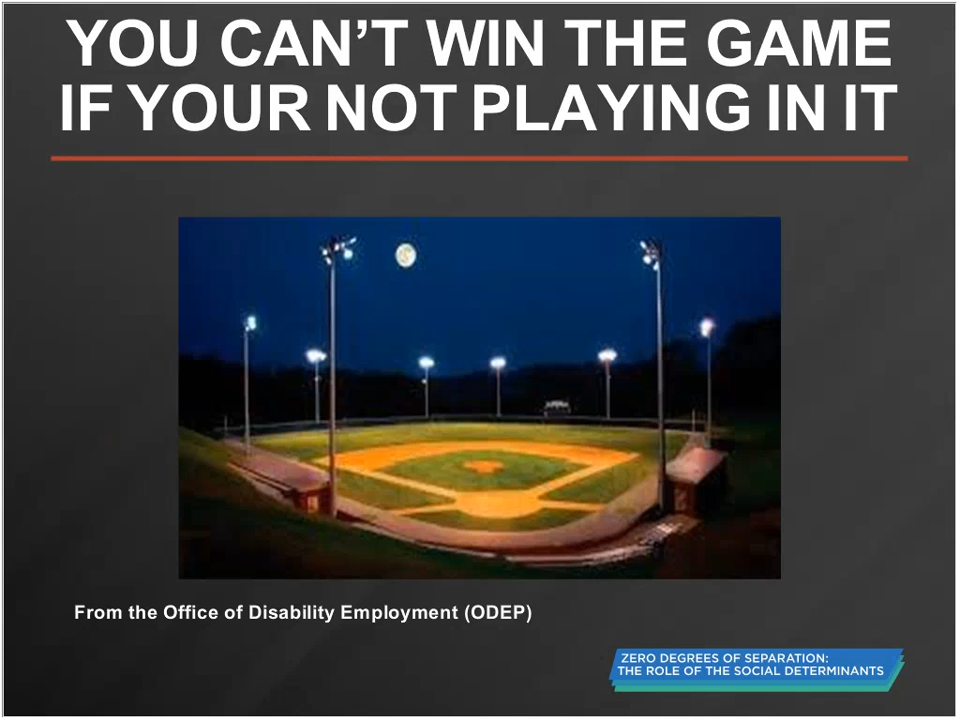 YOU CAN’T WIN THE GAME
IF YOUR NOT PLAYING IN IT
From the Office of Disability Employment (ODEP)
ZERO DEGREES OF SEPARATION:
THE ROLE OF THE SOCIAL DETERMINANTS